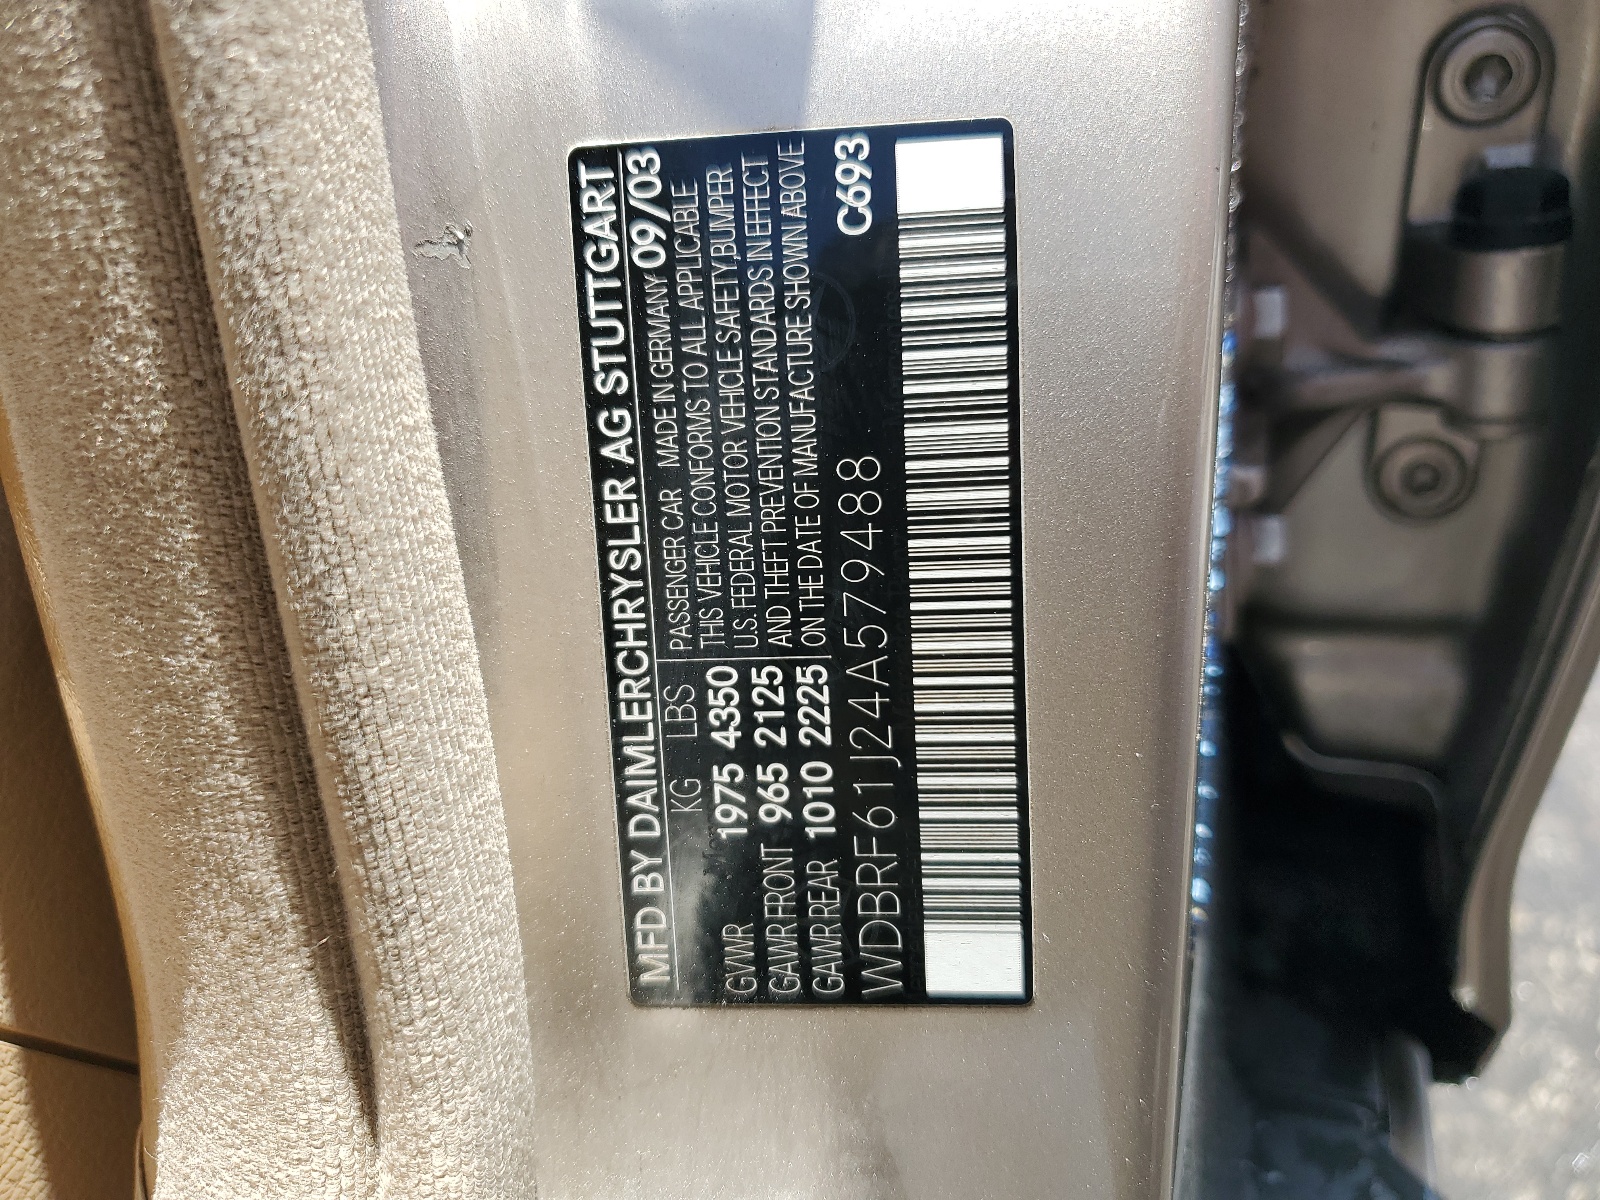 MFD BY DAIMLERCHRYSLER AG STUTTGART
KG LBS PASSENGER CAR MADE IN GERMANY 09/03
GVWR 1975 4350 THIS VEHICLE CONFORMS TO ALL APPLICABLE
U.S. FEDERAL MOTOR VEHICLE SAFETY,BUMPER
GAWR FRONT 965 2125 AND THEFT PREVENTION STANDARDS IN EFFECT
GAWR REAR 1010 2225 ON THE DATE OF MANUFACTURE SHOWN ABOVE
WDBRF61J24A579488 C693